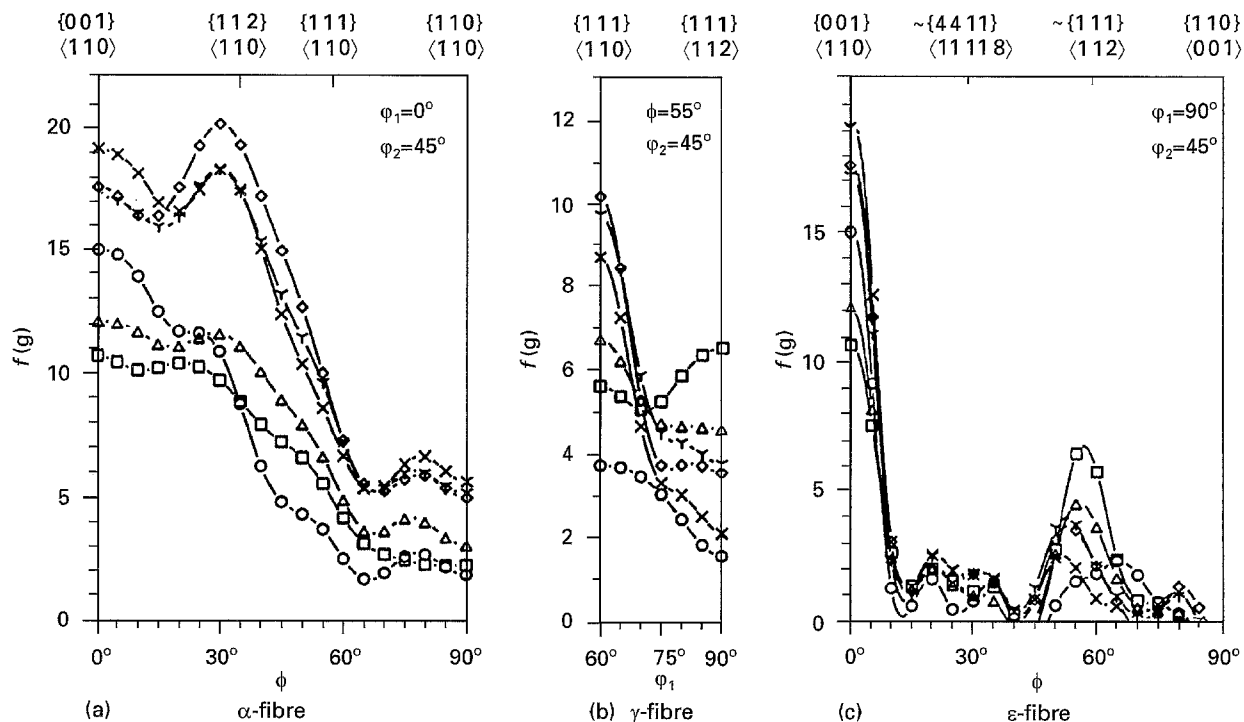 {001} {112} {111} {110}
⟨110⟩ ⟨110⟩ ⟨110⟩ ⟨110⟩
φ₁=0°
φ₂=45°
20
15
10
5
0
f (g)
0° 30° 60° 90°
ϕ
(a) α-fibre
{111} {111}
⟨110⟩ ⟨112⟩
ϕ=55°
φ₂=45°
12
10
8
6
4
2
0
f (g)
60° 75° 90°
φ₁
(b) γ-fibre
{001} ~{4411} ~{111} {110}
⟨110⟩ ⟨11118⟩ ⟨112⟩ ⟨001⟩
φ₁=90°
φ₂=45°
15
10
5
0
f (g)
0° 30° 60° 90°
ϕ
(c) ε-fibre